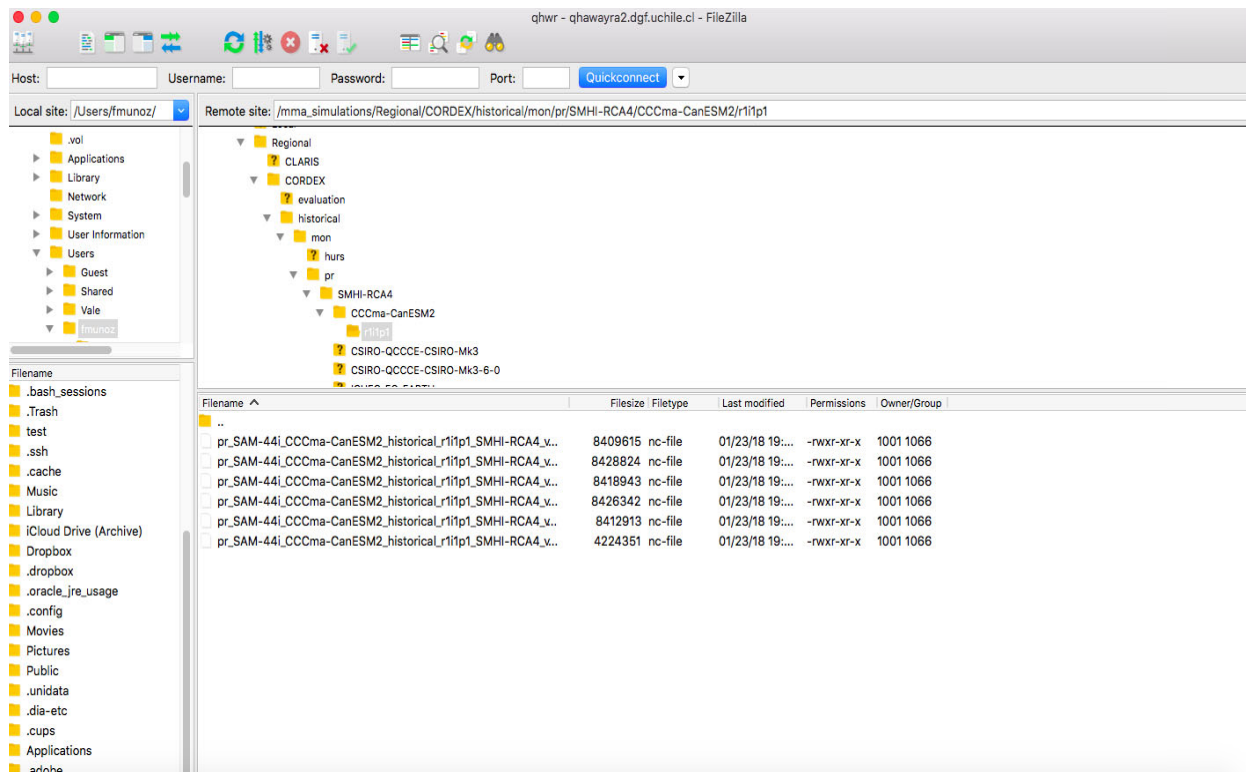 qhwr - qhawayra2.dgf.uchile.cl - FileZilla
Host: Username: Password: Port: Quickconnect
Local site: /Users/fmunoz/
.vol
Applications
Library
Network
System
User Information
Users
Guest
Shared
Vale
fmunoz
Filename
.bash_sessions
.Trash
test
.ssh
.cache
Music
Library
iCloud Drive (Archive)
Dropbox
.dropbox
.oracle_jre_usage
.config
Movies
Pictures
Public
.unidata
.dia-etc
.cups
Applications
.adobe
Remote site: /mma_simulations/Regional/CORDEX/historical/mon/pr/SMHI-RCA4/CCCma-CanESM2/r1i1p1
Regional
? CLARIS
CORDEX
? evaluation
historical
mon
? hurs
pr
SMHI-RCA4
CCCma-CanESM2
r1i1p1
? CSIRO-QCCCE-CSIRO-Mk3
? CSIRO-QCCCE-CSIRO-Mk3-6-0
Filename Filesize Filetype Last modified Permissions Owner/Group
..
pr_SAM-44i_CCCma-CanESM2_historical_r1i1p1_SMHI-RCA4_v... 8409615 nc-file 01/23/18 19:... -rwxr-xr-x 1001 1066
pr_SAM-44i_CCCma-CanESM2_historical_r1i1p1_SMHI-RCA4_v... 8428824 nc-file 01/23/18 19:... -rwxr-xr-x 1001 1066
pr_SAM-44i_CCCma-CanESM2_historical_r1i1p1_SMHI-RCA4_v... 8418943 nc-file 01/23/18 19:... -rwxr-xr-x 1001 1066
pr_SAM-44i_CCCma-CanESM2_historical_r1i1p1_SMHI-RCA4_v... 8426342 nc-file 01/23/18 19:... -rwxr-xr-x 1001 1066
pr_SAM-44i_CCCma-CanESM2_historical_r1i1p1_SMHI-RCA4_v... 8412913 nc-file 01/23/18 19:... -rwxr-xr-x 1001 1066
pr_SAM-44i_CCCma-CanESM2_historical_r1i1p1_SMHI-RCA4_v... 4224351 nc-file 01/23/18 19:... -rwxr-xr-x 1001 1066